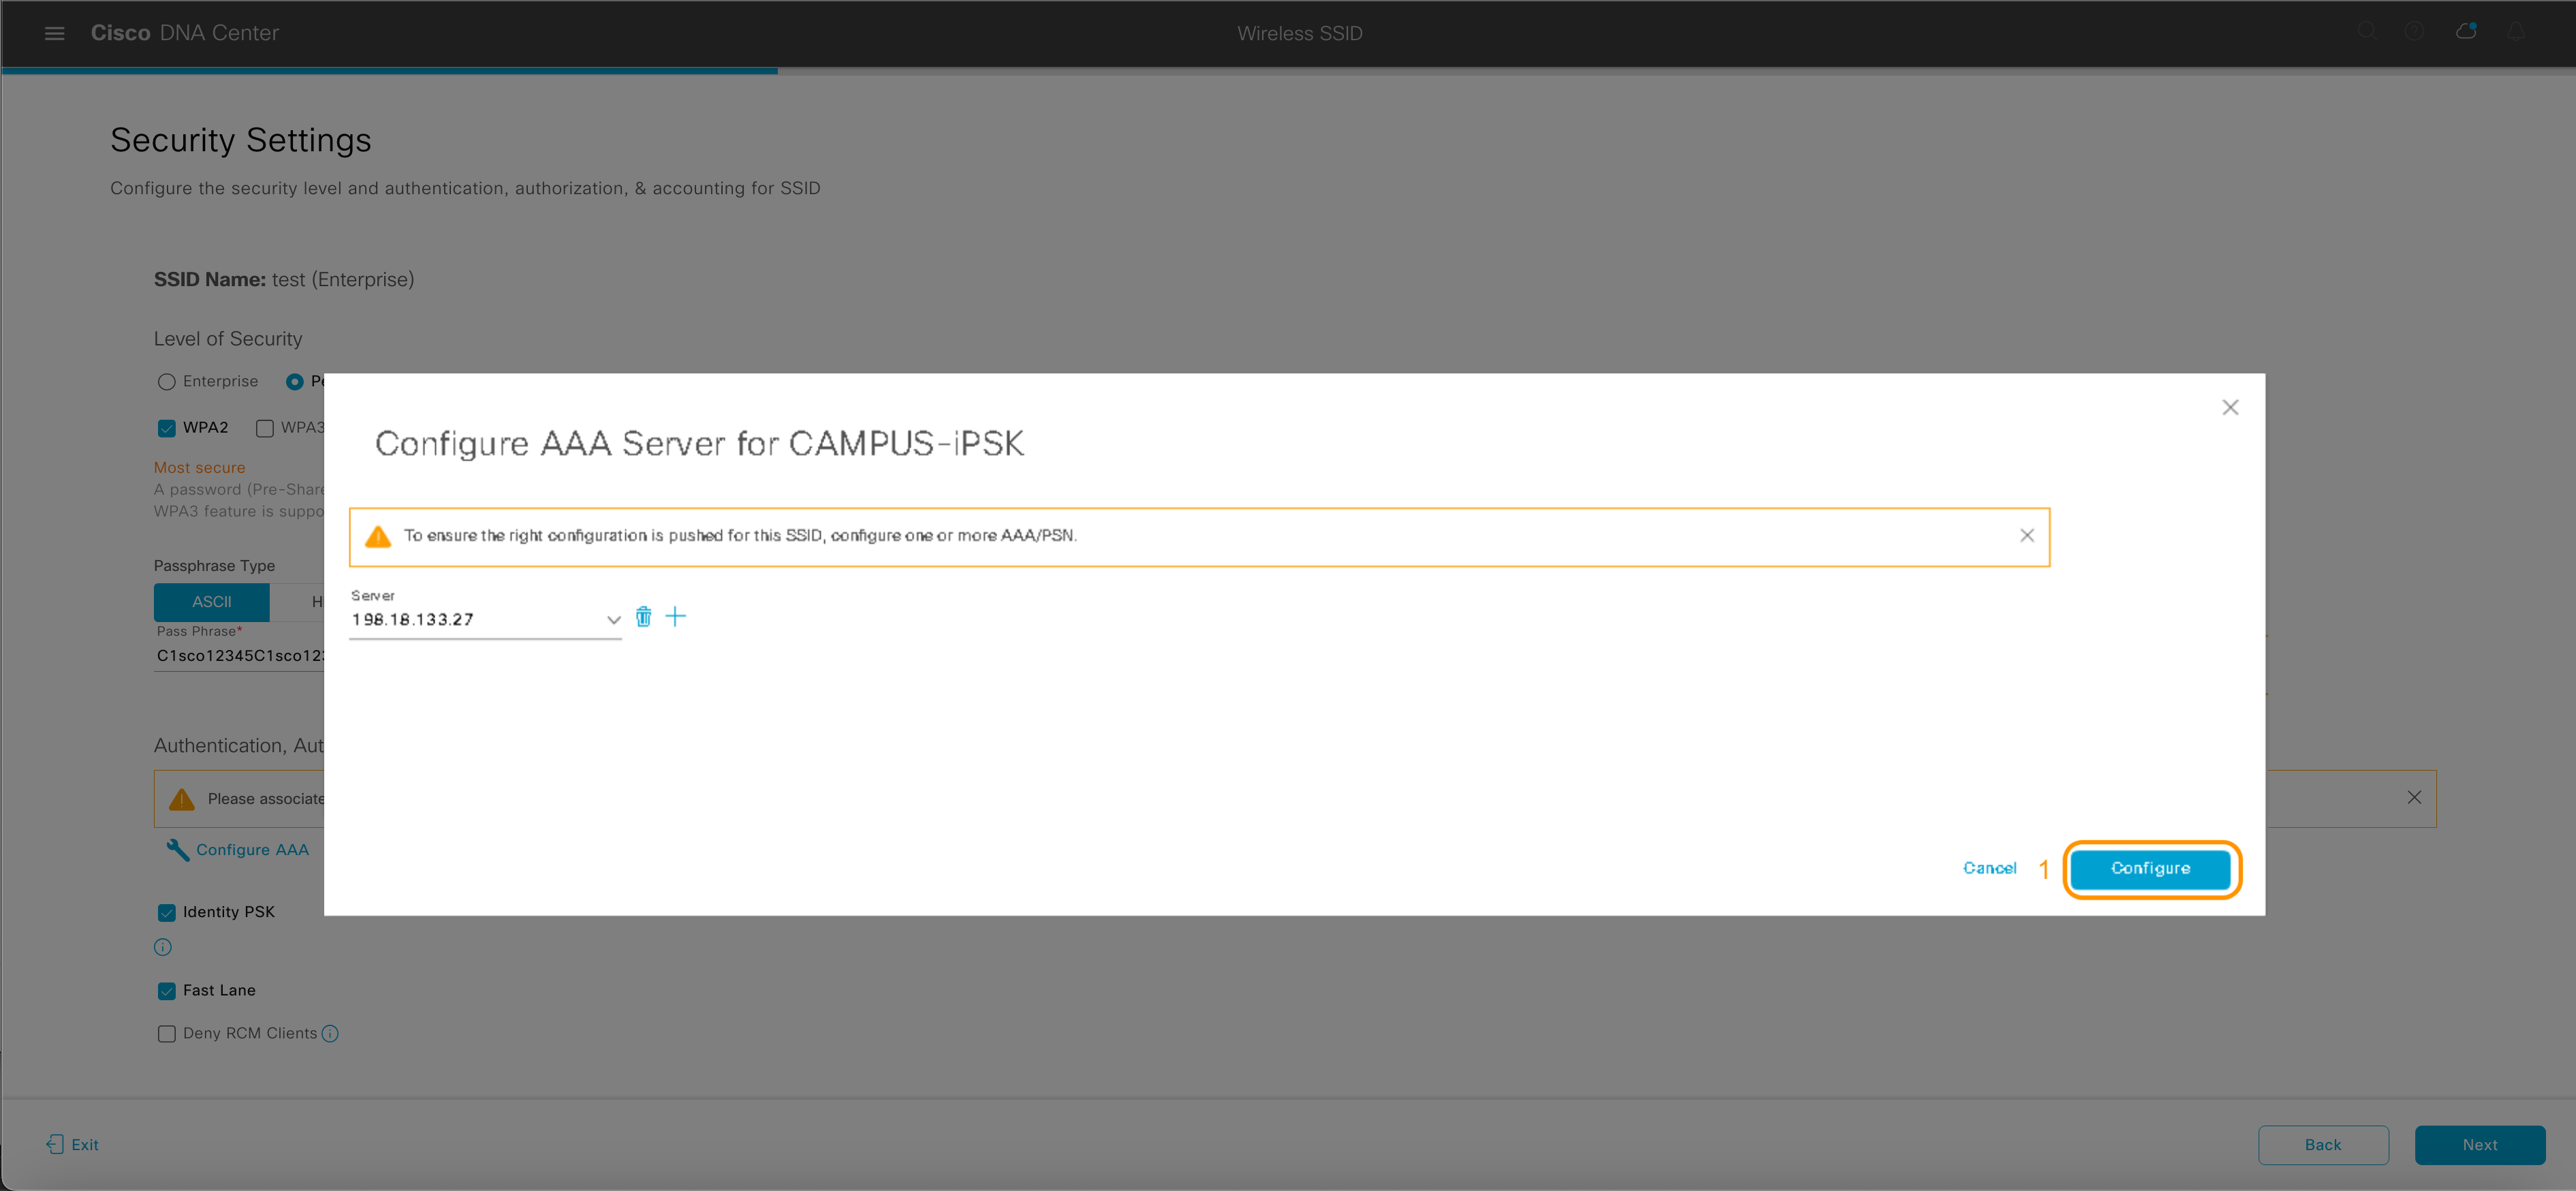 Cisco DNA Center
Wireless SSID
Security Settings
Configure the security level and authentication, authorization, & accounting for SSID
SSID Name: test (Enterprise)
Level of Security
Enterprise
WPA2 WPA3
Most secure
A password (Pre-Share
WPA3 feature is suppo
Passphrase Type
ASCII H
Pass Phrase*
C1sco12345C1sco12
Authentication, Aut
Please associate
Configure AAA
Identity PSK
Fast Lane
Deny RCM Clients
Configure AAA Server for CAMPUS-iPSK
To ensure the right configuration is pushed for this SSID, configure one or more AAA/PSN.
Server
198.18.133.27
Cancel 1 Configure
Exit
Back Next